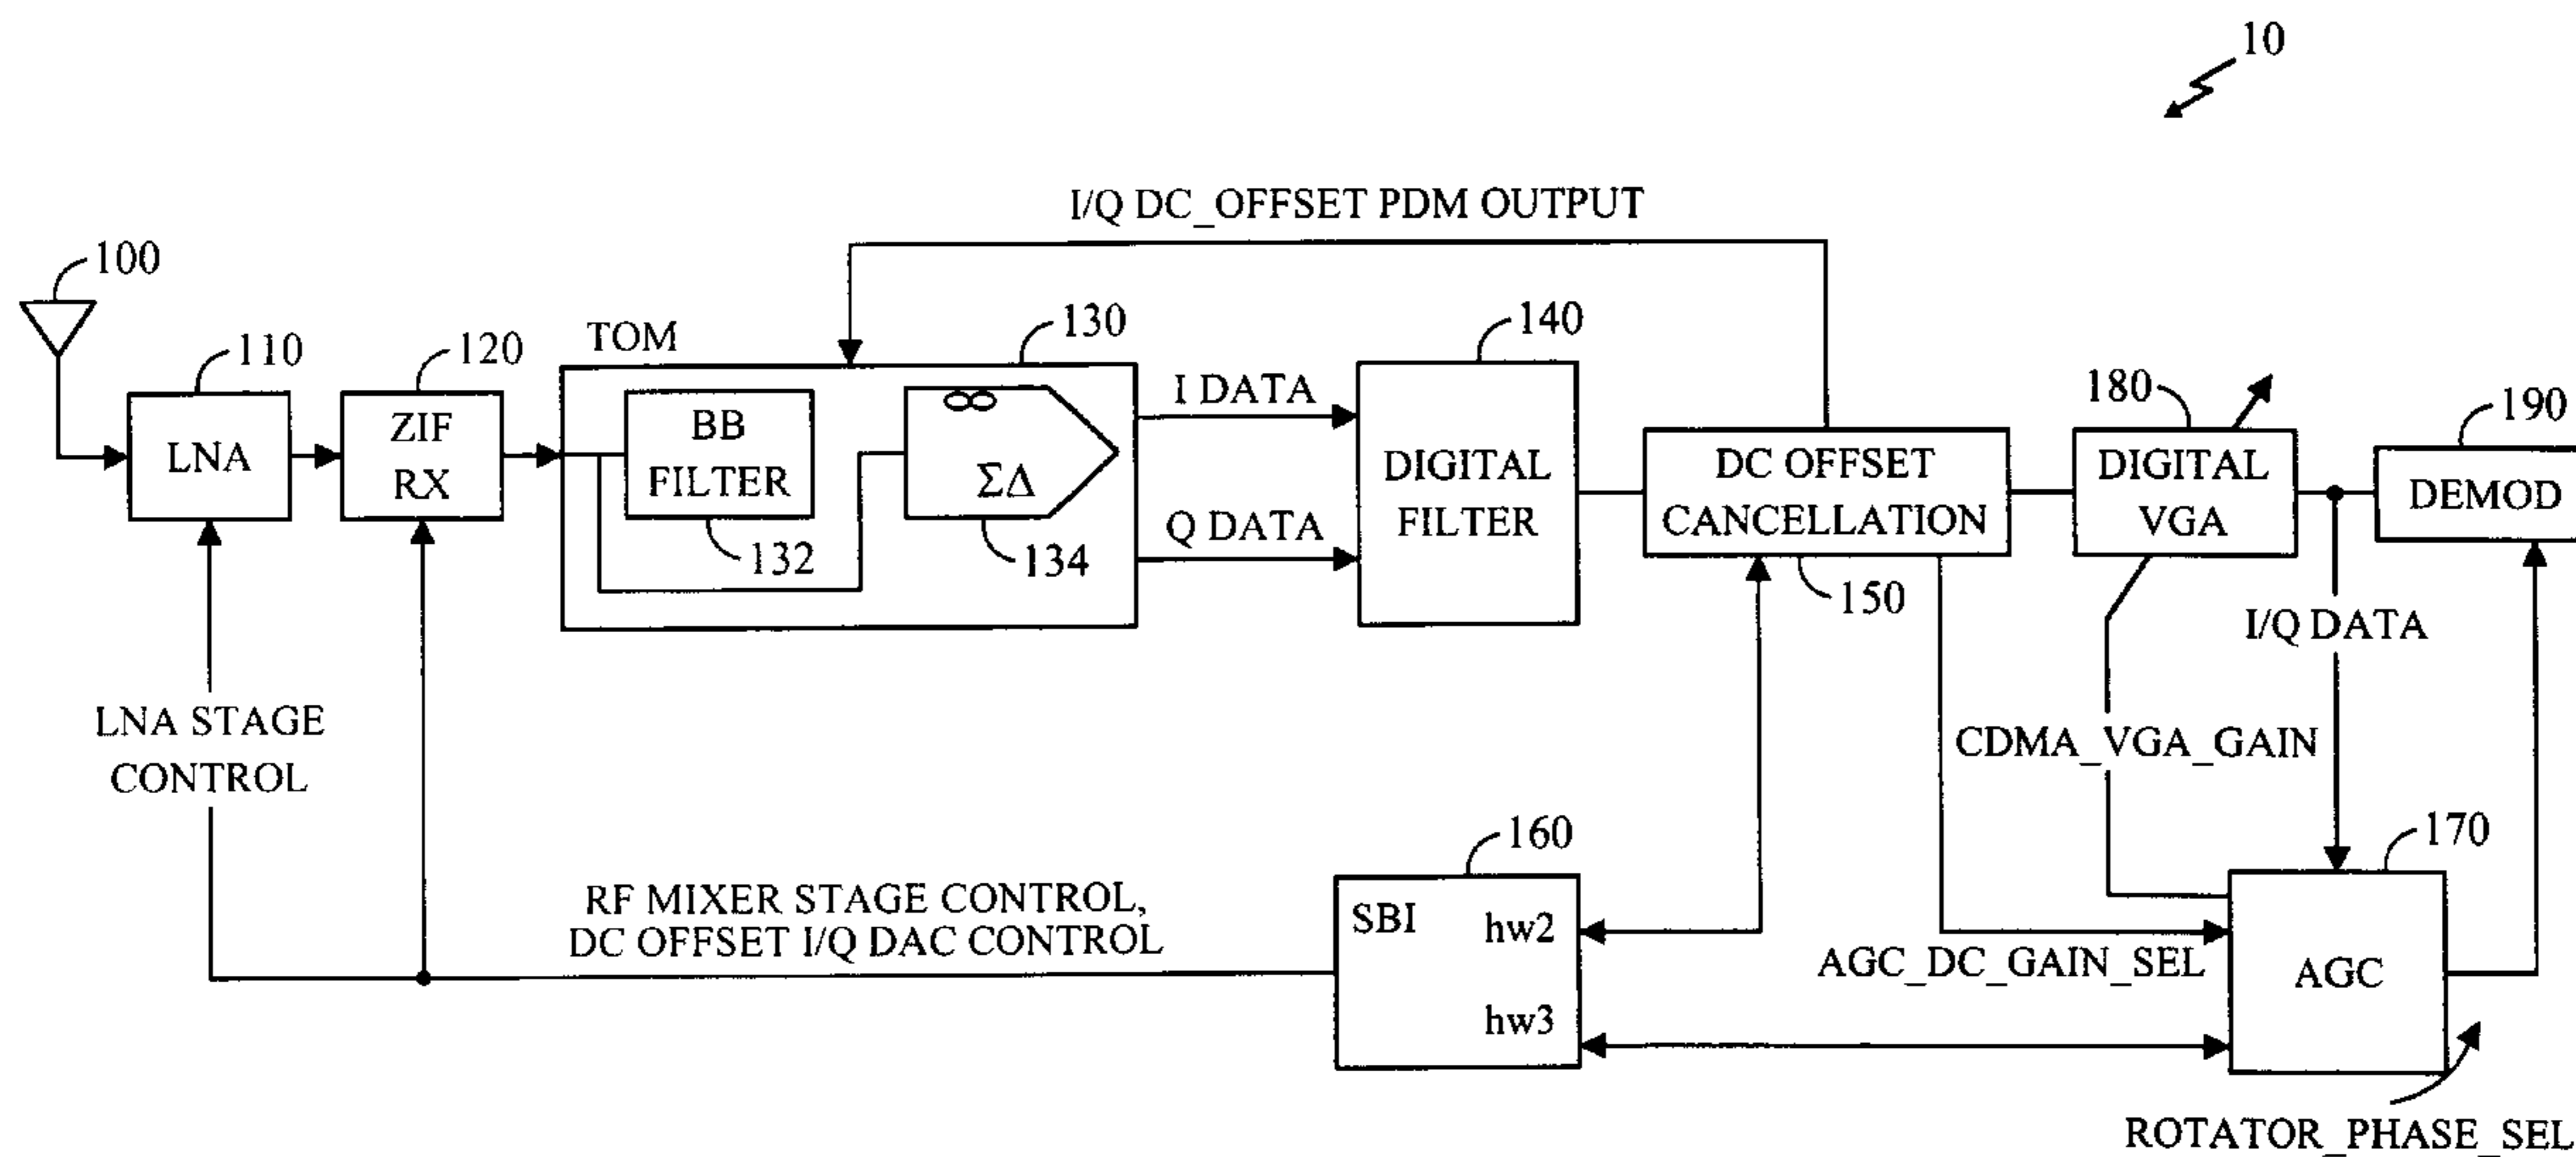 10
I/Q DC_OFFSET PDM OUTPUT
100
110
120
TOM
130
140
180
190
LNA
ZIF
RX
BB
FILTER
132
ΣΔ
134
I DATA
Q DATA
DIGITAL
FILTER
DC OFFSET
CANCELLATION
150
DIGITAL
VGA
DEMOD
I/Q DATA
LNA STAGE
CONTROL
CDMA_VGA_GAIN
RF MIXER STAGE CONTROL,
DC OFFSET I/Q DAC CONTROL
160
SBI
hw2
hw3
AGC_DC_GAIN_SEL
170
AGC
ROTATOR_PHASE_SEL